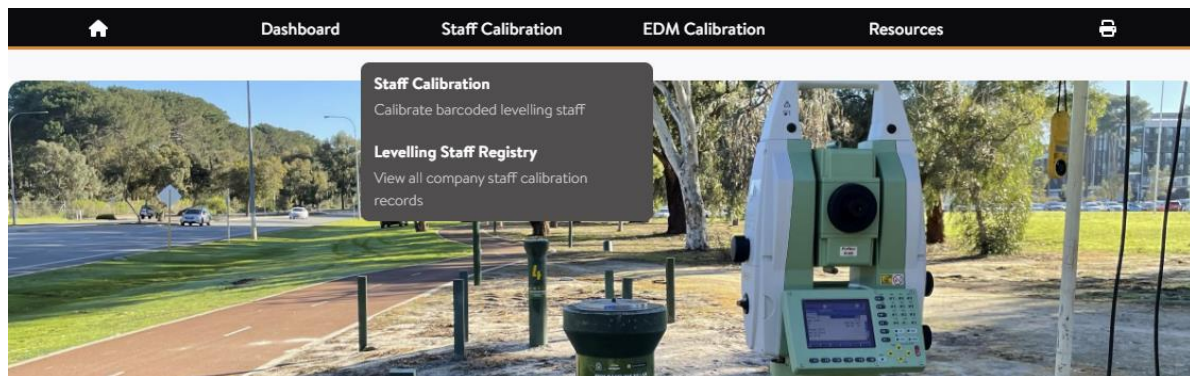 Dashboard
Staff Calibration
EDM Calibration
Resources
Staff Calibration
Calibrate barcoded levelling staff
Levelling Staff Registry
View all company staff calibration
records
4